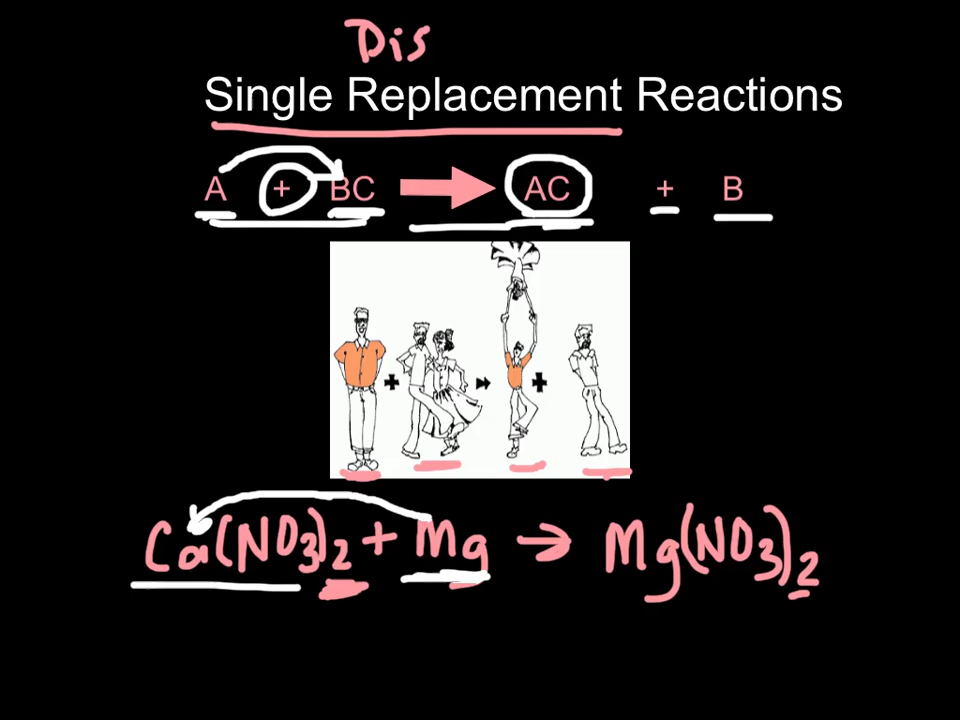 Dis
Single Replacement Reactions
A + BC → AC + B
+ +
Ca(NO3)2 + Mg → Mg(NO3)2